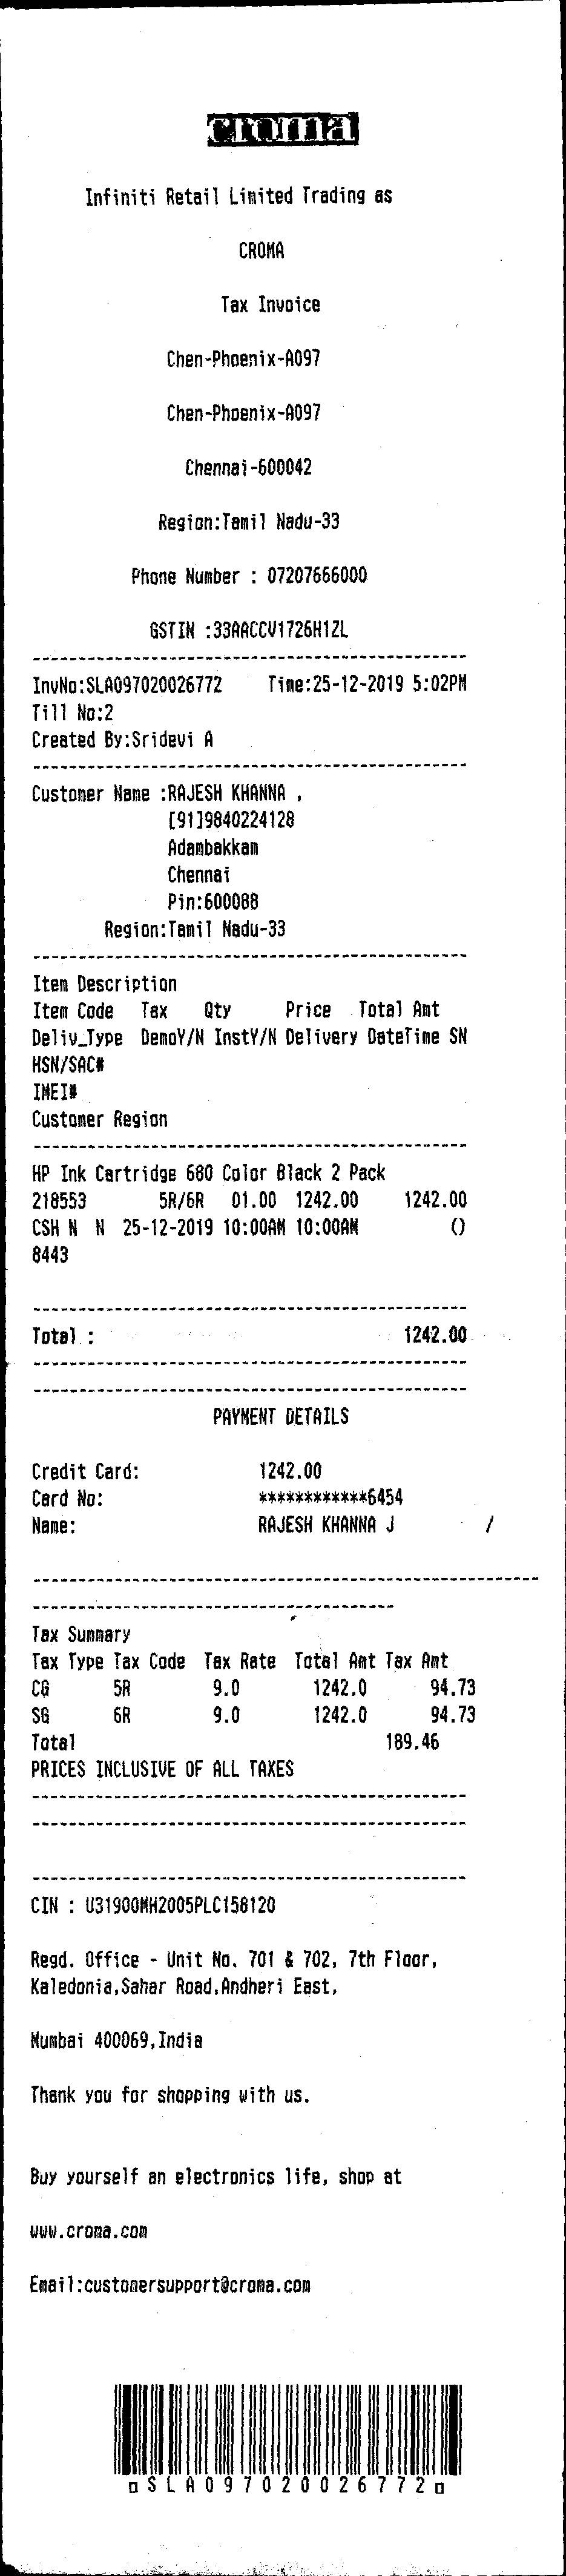 croma
Infiniti Retail Limited Trading as
CROMA
Tax Invoice
Chen-Phoenix-A097
Chen-Phoenix-A097
Chennai-600042
Region:Tamil Nadu-33
Phone Number : 07207666000
GSTIN :33AACCV1726H1ZL
InvNo:SLA097020026772 Time:25-12-2019 5:02PM
Till No:2
Created By:Sridevi A
Customer Name :RAJESH KHANNA ,
[91]9840224128
Adambakkam
Chennai
Pin:600088
Region:Tamil Nadu-33
Item Description
Item Code Tax Qty Price Total Amt
Deliv_Type DemoY/N InstY/N Delivery DateTime SN
HSN/SAC#
IMEI#
Customer Region
HP Ink Cartridge 680 Color Black 2 Pack
218553 5R/6R 01.00 1242.00 1242.00
CSH N N 25-12-2019 10:00AM 10:00AM ()
8443
Total : 1242.00
PAYMENT DETAILS
Credit Card: 1242.00
Card No: ************6454
Name: RAJESH KHANNA J /
Tax Summary
Tax Type Tax Code Tax Rate Total Amt Tax Amt
CG 5R 9.0 1242.0 94.73
SG 6R 9.0 1242.0 94.73
Total 189.46
PRICES INCLUSIVE OF ALL TAXES
CIN : U31900MH2005PLC158120
Regd. Office - Unit No. 701 & 702, 7th Floor,
Kaledonia,Sahar Road,Andheri East,
Mumbai 400069,India
Thank you for shopping with us.
Buy yourself an electronics life, shop at
www.croma.com
Email:customersupport@croma.com
SLA097020026772